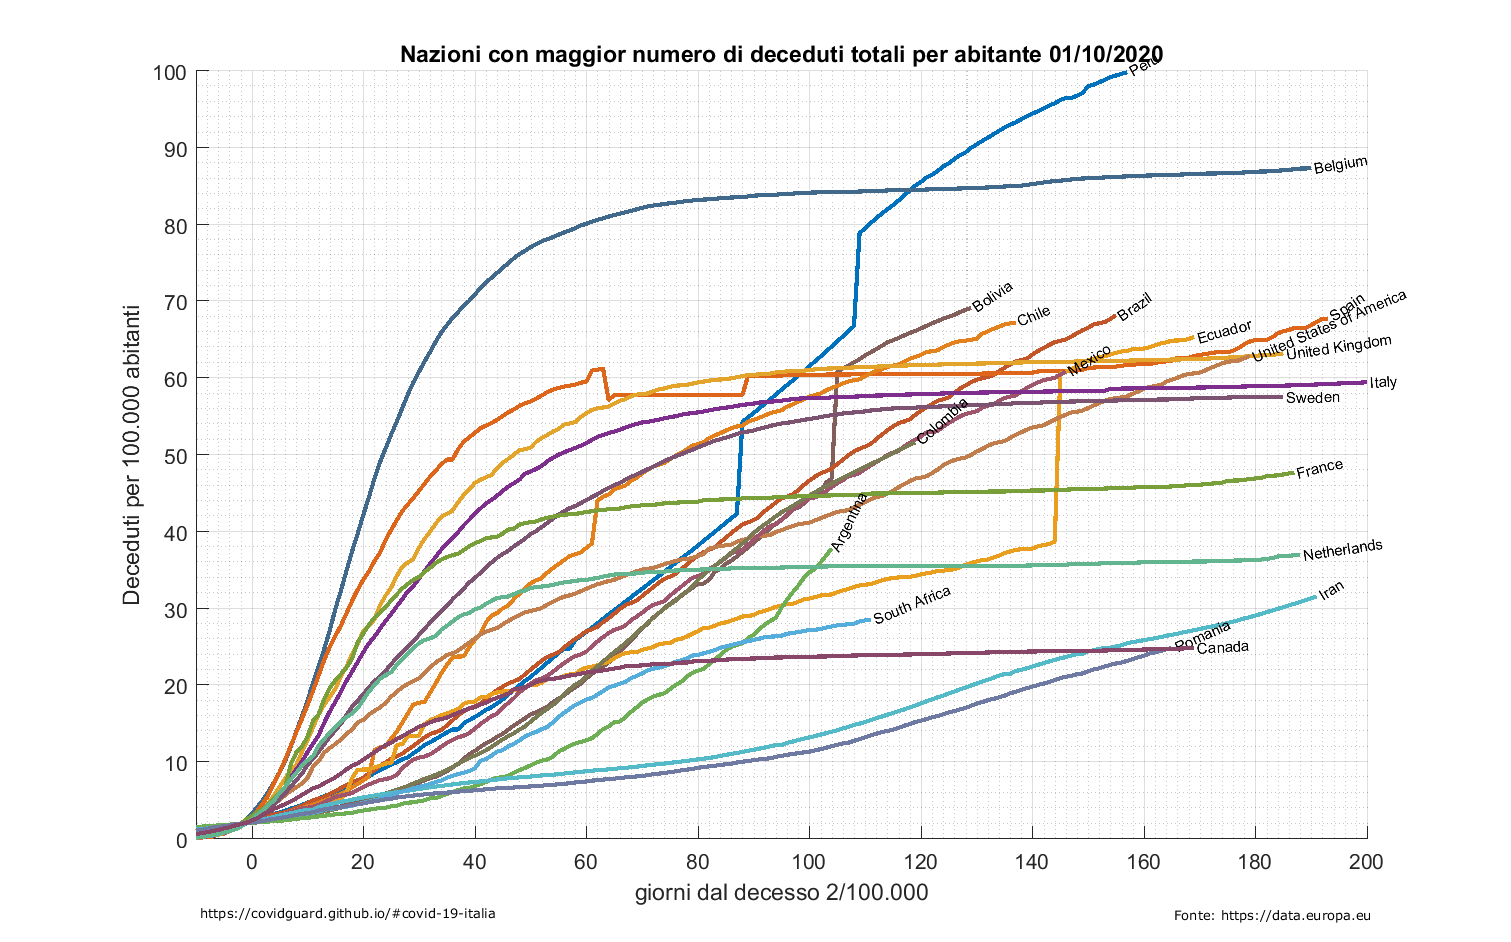 Nazioni con maggior numero di deceduti totali per abitante 01/10/2020
Deceduti per 100.000 abitanti
100
90
80
70
60
50
40
30
20
10
0
Peru
Belgium
Bolivia
Chile
Brazil
Ecuador
Spain
United States of America
United Kingdom
Mexico
Italy
Sweden
Colombia
France
Argentina
Netherlands
South Africa
Iran
Romania
Canada
0 20 40 60 80 100 120 140 160 180 200
giorni dal decesso 2/100.000
https://covidguard.github.io/#covid-19-italia
Fonte: https://data.europa.eu